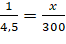 1/4,5 = x/300